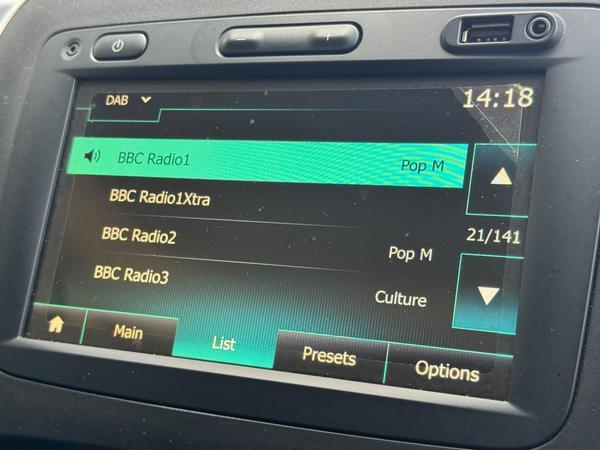 DAB
14:18
BBC Radio1 Pop M
BBC Radio1Xtra
BBC Radio2 Pop M
21/141
BBC Radio3 Culture
Main List Presets Options